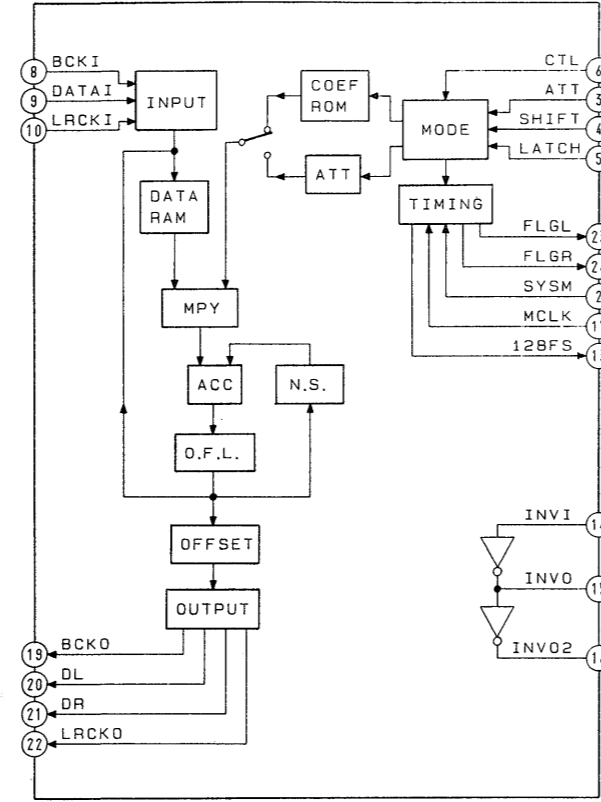 8 BCKI
9 DATAI
10 LRCKI
INPUT
COEF
ROM
ATT
MODE
CTL 6
ATT 3
SHIFT 4
LATCH 5
TIMING
DATA
RAM
FLGL
FLGR
SYSM
MCLK
128FS
MPY
ACC
N.S.
O.F.L.
OFFSET
OUTPUT
INVI
INVO
INVO2
19 BCKO
20 DL
21 DR
22 LRCKO